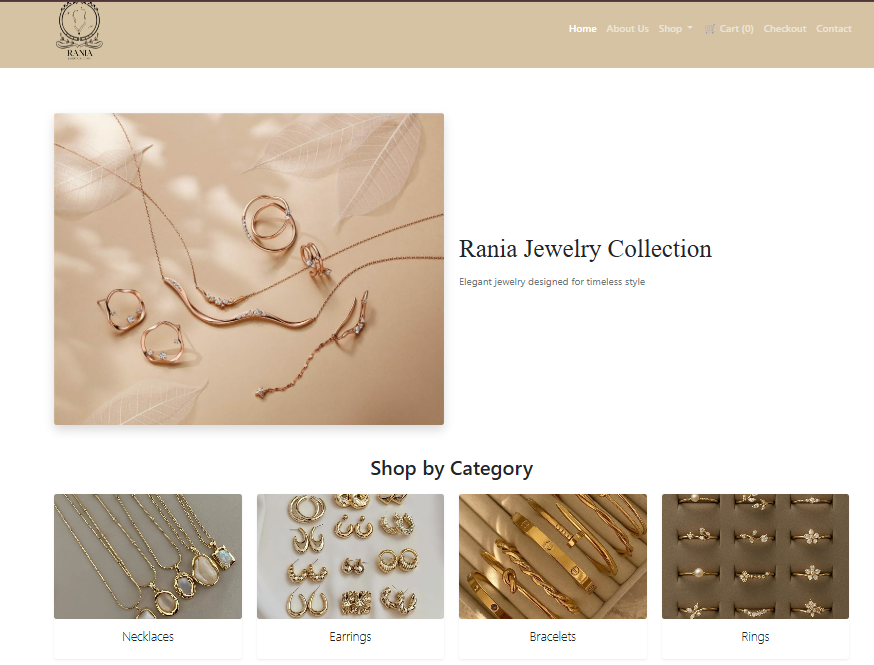 RANIA
Home About Us Shop 🛒 Cart (0) Checkout Contact
Rania Jewelry Collection
Elegant jewelry designed for timeless style
Shop by Category
Necklaces Earrings Bracelets Rings